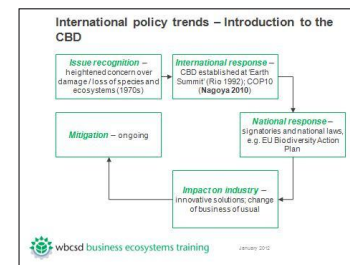 International policy trends – Introduction to the
CBD
Issue recognition –
heightened concern over
damage / loss of species and
ecosystems (1970s)
International response –
CBD established at 'Earth
Summit' (Rio 1992); COP10
(Nagoya 2010)
National response –
signatories and national laws,
e.g. EU Biodiversity Action
Plan
Impact on industry –
innovative solutions; change
of business of usual
Mitigation – ongoing
wbcsd business ecosystems training
January 2012